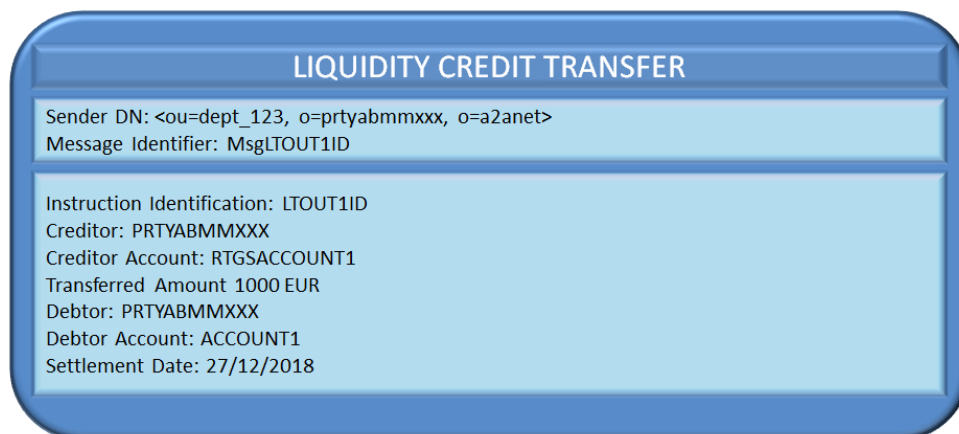 LIQUIDITY CREDIT TRANSFER
Sender DN: <ou=dept_123, o=prtyabmmxxx, o=a2anet>
Message Identifier: MsgLTOUT1ID
Instruction Identification: LTOUT1ID
Creditor: PRTYABMMXXX
Creditor Account: RTGSACCOUNT1
Transferred Amount 1000 EUR
Debtor: PRTYABMMXXX
Debtor Account: ACCOUNT1
Settlement Date: 27/12/2018